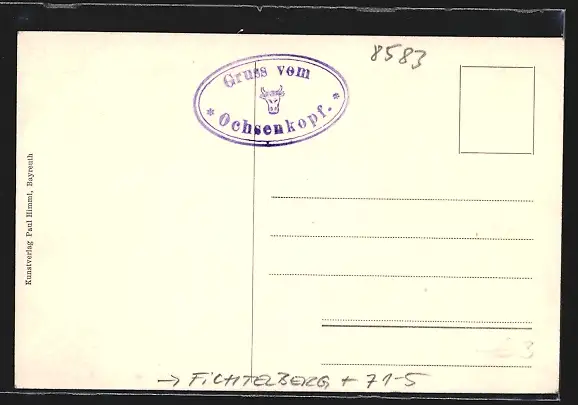 8583
Gruss vom
* Ochsenkopf. *
Kunstverlag Paul Himml, Bayreuth
→ FICHTELBERG + 71-5